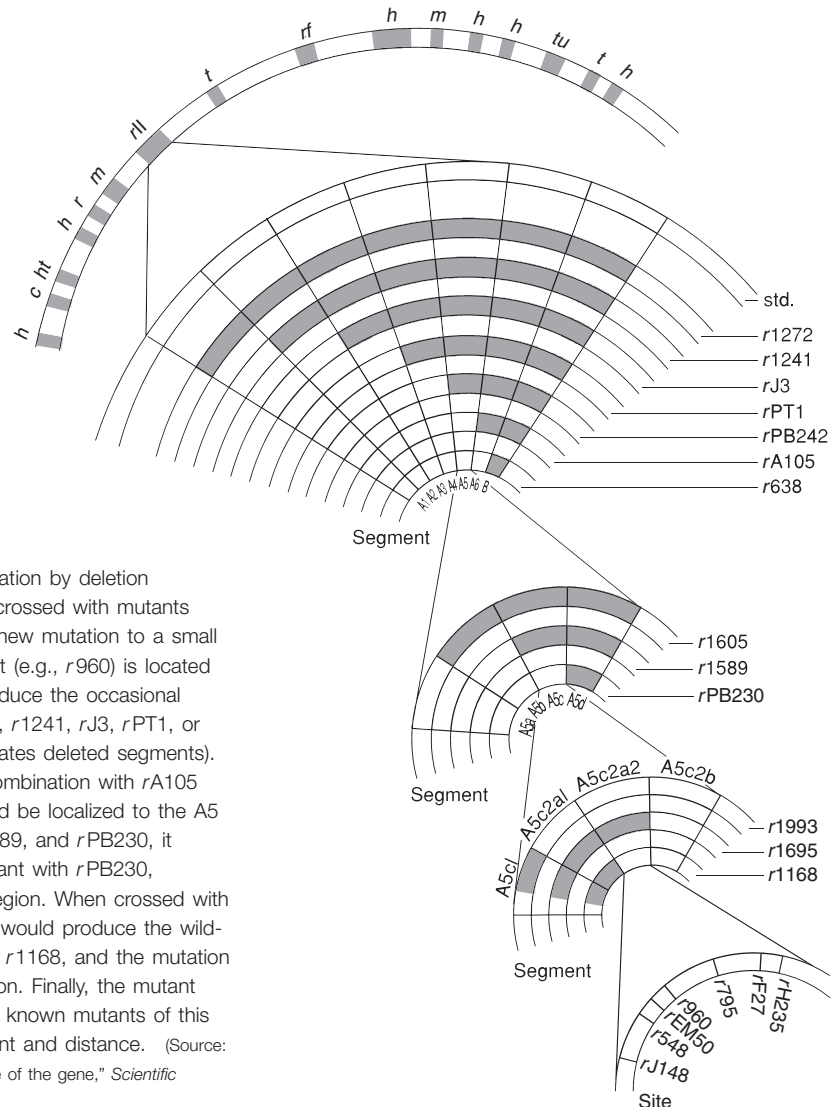 h
c
ht
h
r
m
rII
t
rf
h
m
h
h
tu
t
h
std.
r1272
r1241
rJ3
rPT1
rPB242
rA105
r638
A1 A2 A3 A4 A5 A6 B
Segment
ation by deletion
crossed with mutants
new mutation to a small
t (e.g., r960) is located
duce the occasional
, r1241, rJ3, rPT1, or
ates deleted segments).
ombination with rA105
d be localized to the A5
89, and rPB230, it
ant with rPB230,
egion. When crossed with
would produce the wild-
r1168, and the mutation
on. Finally, the mutant
known mutants of this
nt and distance. (Source:
e of the gene," Scientific
r1605
r1589
rPB230
A5a A5b A5c A5d
Segment
A5cl A5c2al A5c2a2 A5c2b
r1993
r1695
r1168
Segment
rJ148
r548
rEM50
r960
r795
rF27
rH235
Site